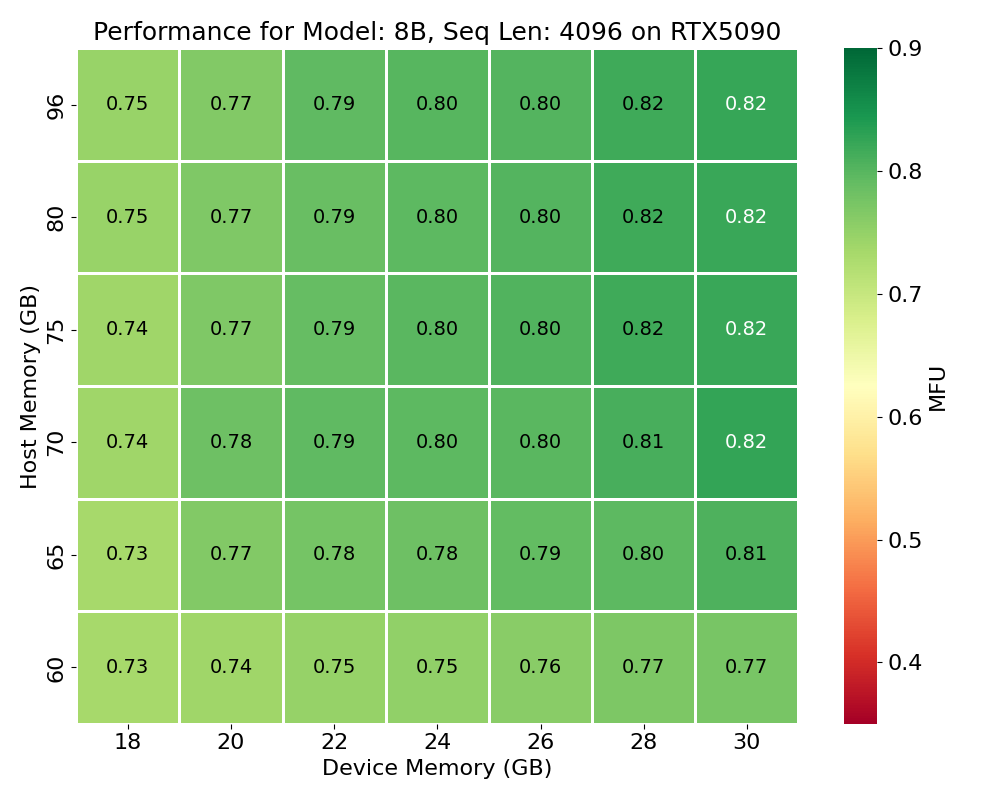 Performance for Model: 8B, Seq Len: 4096 on RTX5090
96 0.75 0.77 0.79 0.80 0.80 0.82 0.82
80 0.75 0.77 0.79 0.80 0.80 0.82 0.82
75 0.74 0.77 0.79 0.80 0.80 0.82 0.82
70 0.74 0.78 0.79 0.80 0.80 0.81 0.82
65 0.73 0.77 0.78 0.78 0.79 0.80 0.81
60 0.73 0.74 0.75 0.75 0.76 0.77 0.77
18 20 22 24 26 28 30
Device Memory (GB)
Host Memory (GB)
0.9
0.8
0.7
0.6
0.5
0.4
MFU